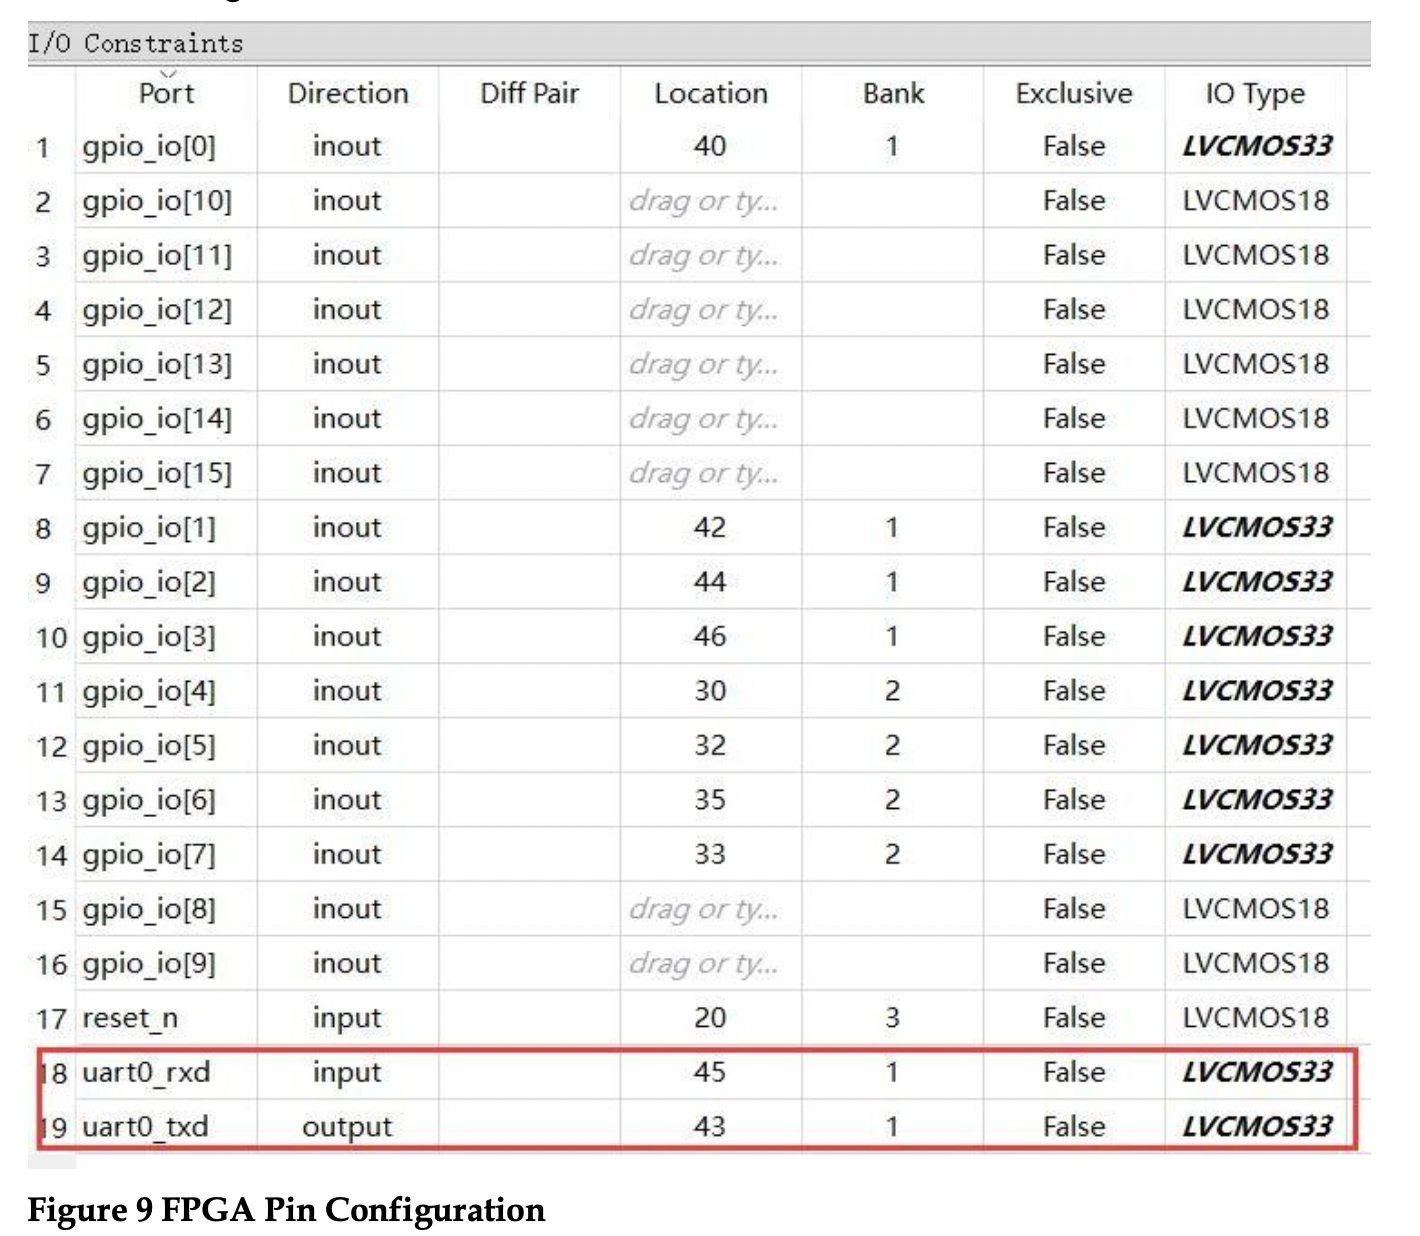 I/O Constraints
Port Direction Diff Pair Location Bank Exclusive IO Type
1 gpio_io[0] inout 40 1 False LVCMOS33
2 gpio_io[10] inout drag or ty... False LVCMOS18
3 gpio_io[11] inout drag or ty... False LVCMOS18
4 gpio_io[12] inout drag or ty... False LVCMOS18
5 gpio_io[13] inout drag or ty... False LVCMOS18
6 gpio_io[14] inout drag or ty... False LVCMOS18
7 gpio_io[15] inout drag or ty... False LVCMOS18
8 gpio_io[1] inout 42 1 False LVCMOS33
9 gpio_io[2] inout 44 1 False LVCMOS33
10 gpio_io[3] inout 46 1 False LVCMOS33
11 gpio_io[4] inout 30 2 False LVCMOS33
12 gpio_io[5] inout 32 2 False LVCMOS33
13 gpio_io[6] inout 35 2 False LVCMOS33
14 gpio_io[7] inout 33 2 False LVCMOS33
15 gpio_io[8] inout drag or ty... False LVCMOS18
16 gpio_io[9] inout drag or ty... False LVCMOS18
17 reset_n input 20 3 False LVCMOS18
18 uart0_rxd input 45 1 False LVCMOS33
19 uart0_txd output 43 1 False LVCMOS33
Figure 9 FPGA Pin Configuration